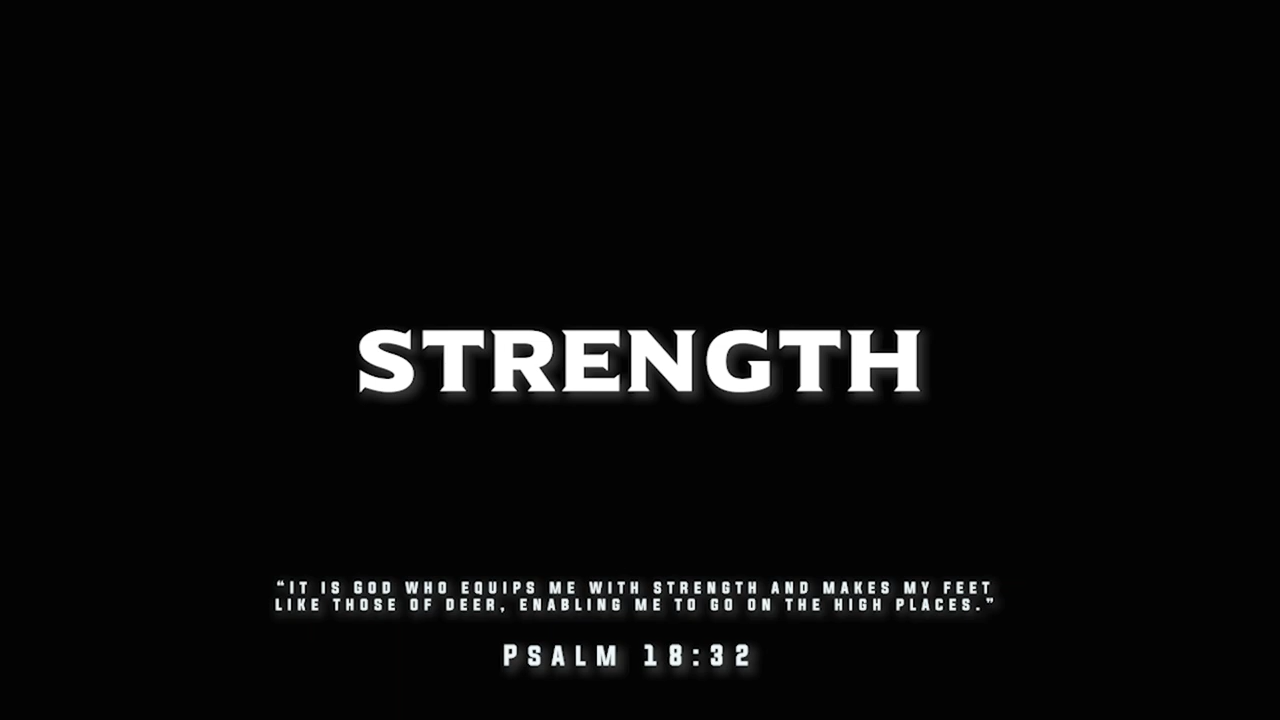 STRENGTH
“IT IS GOD WHO EQUIPS ME WITH STRENGTH AND MAKES MY FEET
LIKE THOSE OF DEER, ENABLING ME TO GO ON THE HIGH PLACES.”
PSALM 18:32